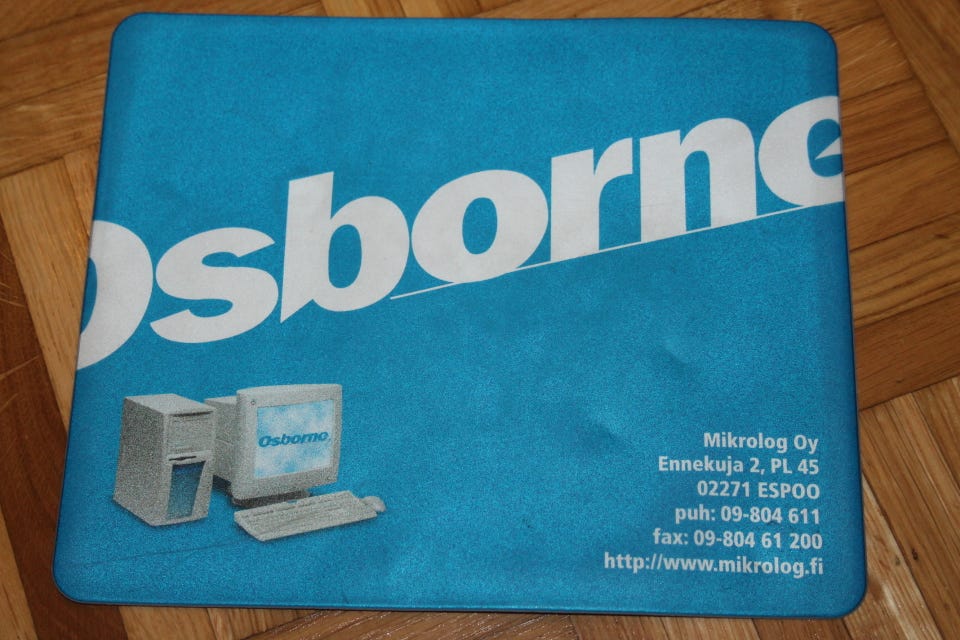 Osborne
Osborne
Mikrolog Oy
Ennekuja 2, PL 45
02271 ESPOO
puh: 09-804 611
fax: 09-804 61 200
http://www.mikrolog.fi